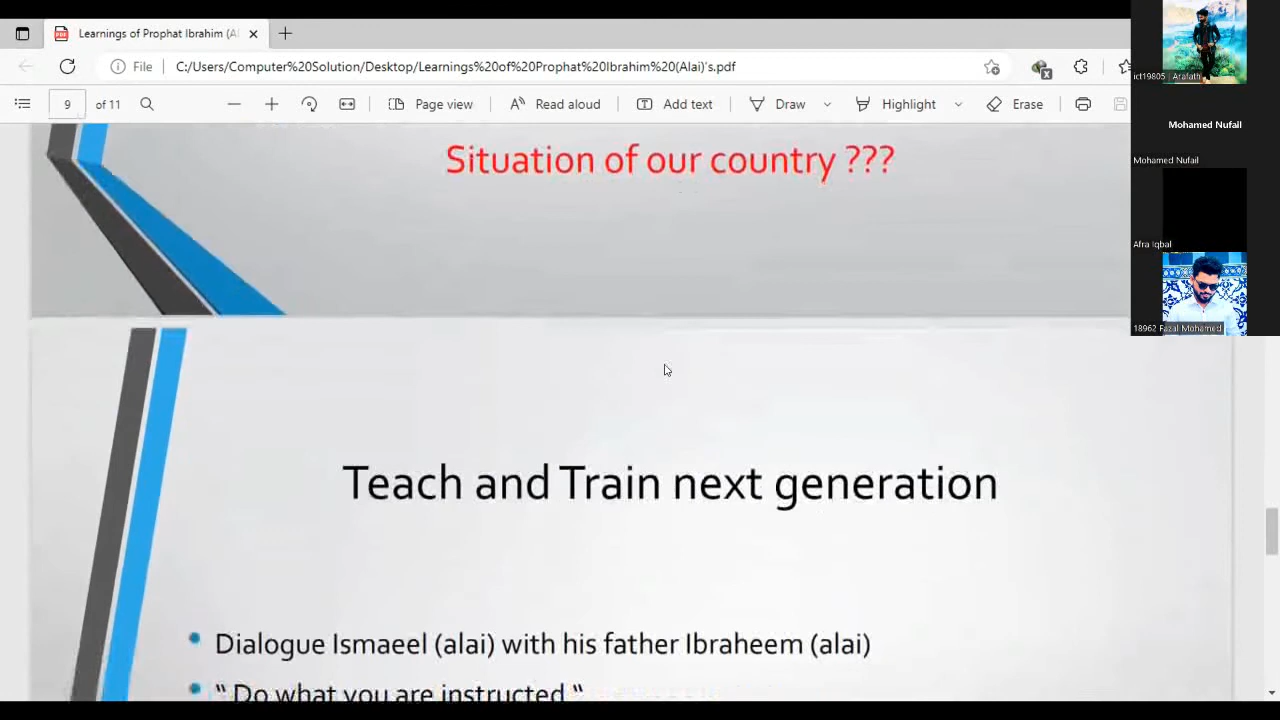 Learnings of Prophat Ibrahim (Al
File
C:/Users/Computer%20Solution/Desktop/Learnings%20of%20Prophat%20Ibrahim%20(Alai)'s.pdf
9 of 11
Page view
Read aloud
Add text
Draw
Highlight
Erase
ict19805 _ Arafath
Mohamed Nufail
Mohamed Nufail
Afra Iqbal
18962 Fazal Mohamed
Situation of our country ???
Teach and Train next generation
• Dialogue Ismaeel (alai) with his father Ibraheem (alai)
• “ Do what you are instructed “